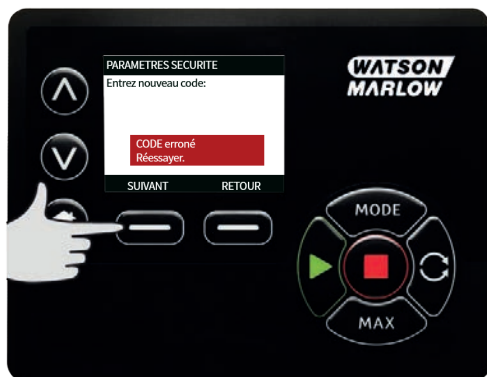 PARAMETRES SECURITE
Entrez nouveau code:
CODE erroné
Réessayer.
SUIVANT RETOUR
WATSON
MARLOW
MODE
MAX